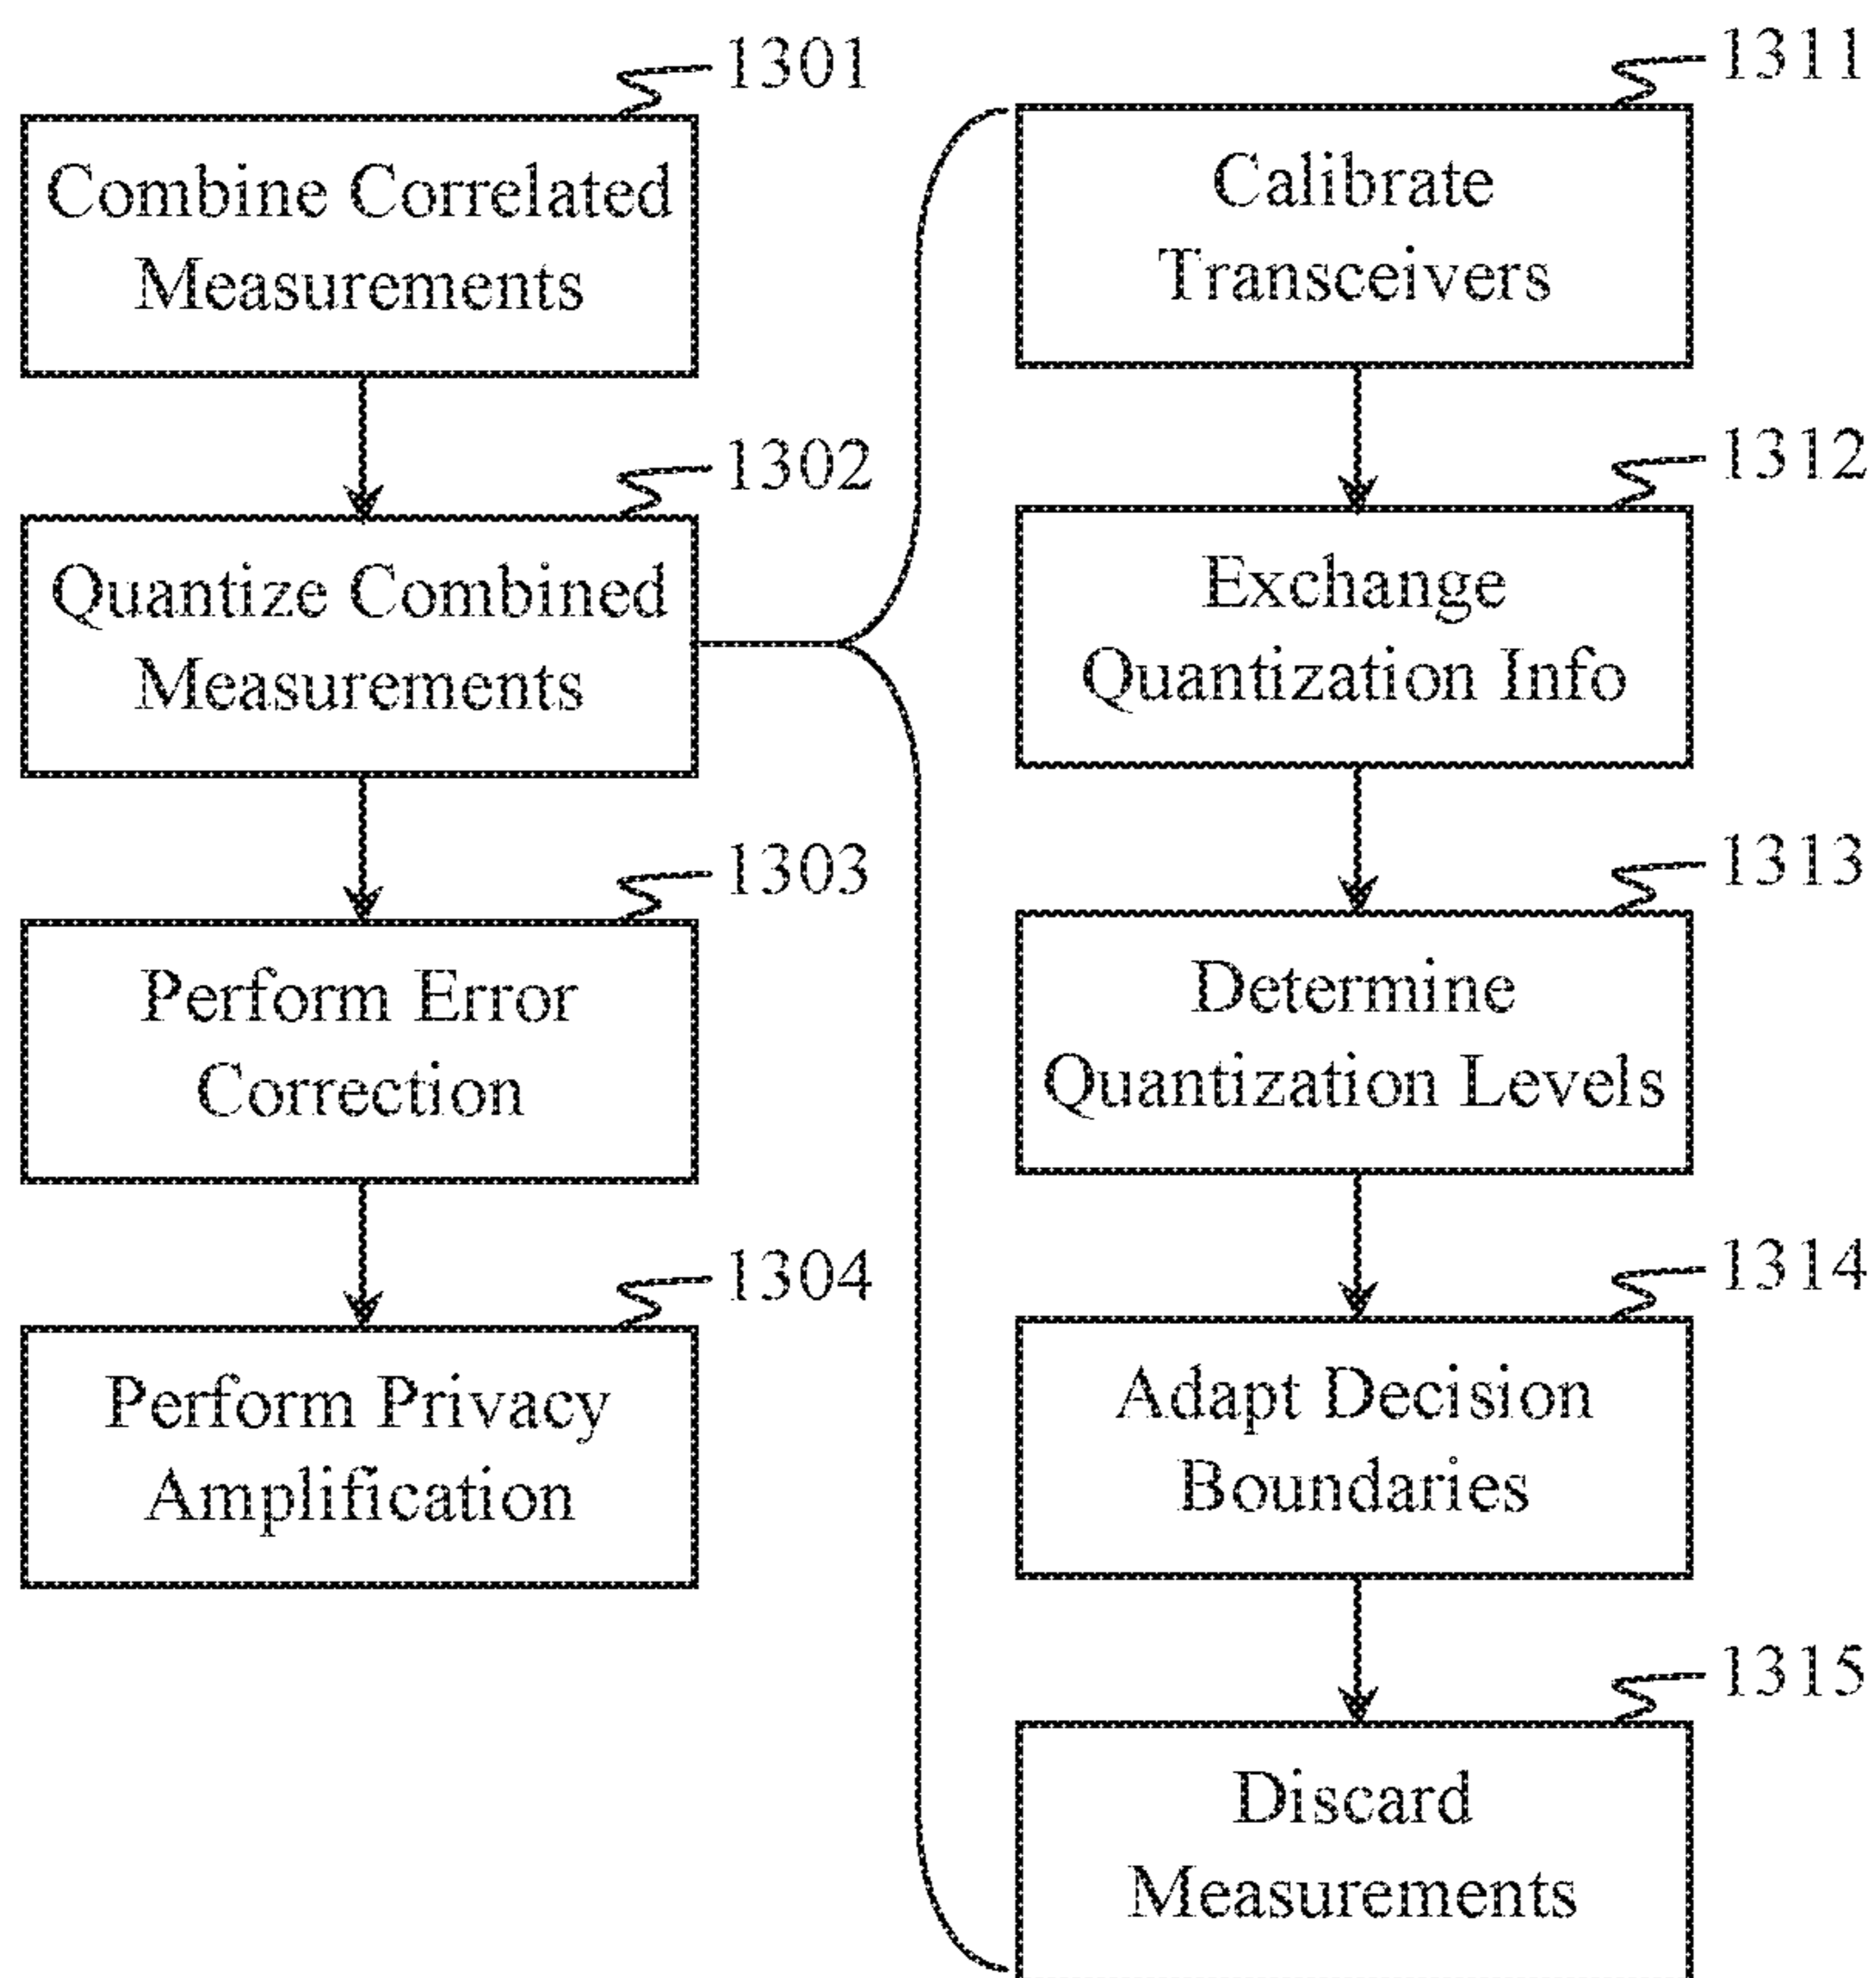 1301
Combine Correlated
Measurements
1302
Quantize Combined
Measurements
1303
Perform Error
Correction
1304
Perform Privacy
Amplification
1311
Calibrate
Transceivers
1312
Exchange
Quantization Info
1313
Determine
Quantization Levels
1314
Adapt Decision
Boundaries
1315
Discard
Measurements